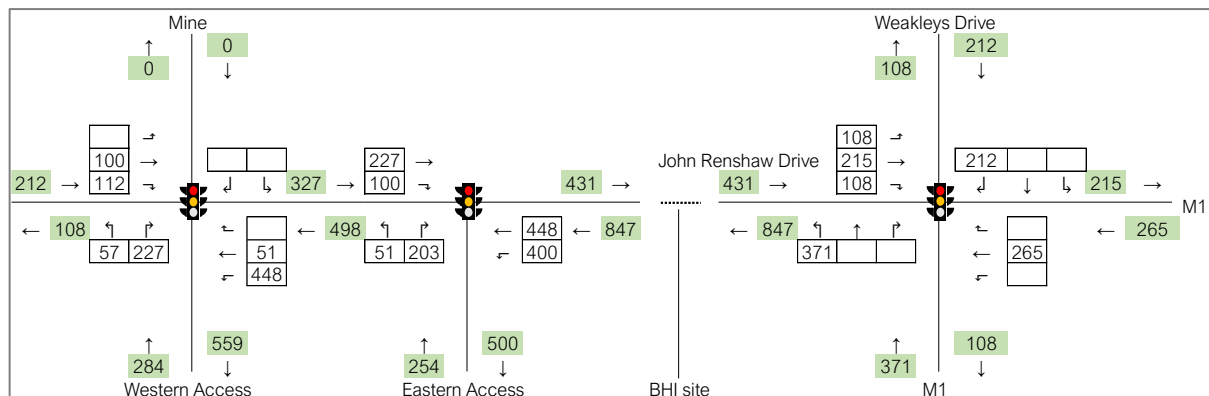 Mine Weakleys Drive
0 212
0 108
108
100 227 John Renshaw Drive 215 212
212 112 327 100 431 431 108 215
M1
108 498 448 847 847 265
57 227 51 51 203 400 371 265
448
559 500 108
284 254 371
Western Access Eastern Access BHI site M1